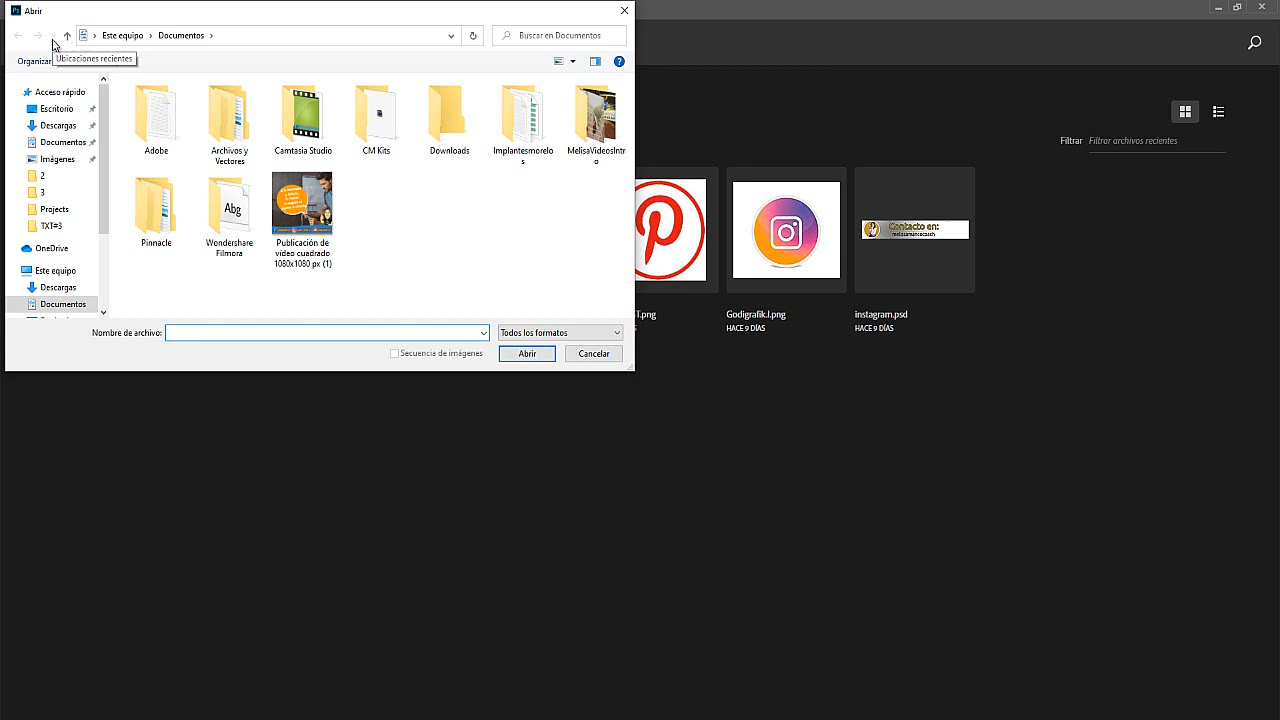 Abrir
Este equipo
Documentos
Buscar en Documentos
Organizar
Ubicaciones recientes
Acceso rápido
Escritorio
Descargas
Documentos
Imágenes
2
3
Projects
TXT#3
OneDrive
Este equipo
Descargas
Documentos
Adobe
Archivos y
Vectores
Camtasia Studio
CM Kits
Downloads
Implantesmorelo
s
MelisaVideosIntr
o
Pinnacle
Abg
Wondershare
Filmora
Publicación de
vídeo cuadrado
1080x1080 px (1)
Nombre de archivo:
Todos los formatos
Secuencia de imágenes
Abrir
Cancelar
Filtrar
Filtrar archivos recientes
T.png
Godigrafik.I.png
HACE 9 DÍAS
Contacto en:
instagram.psd
HACE 9 DÍAS